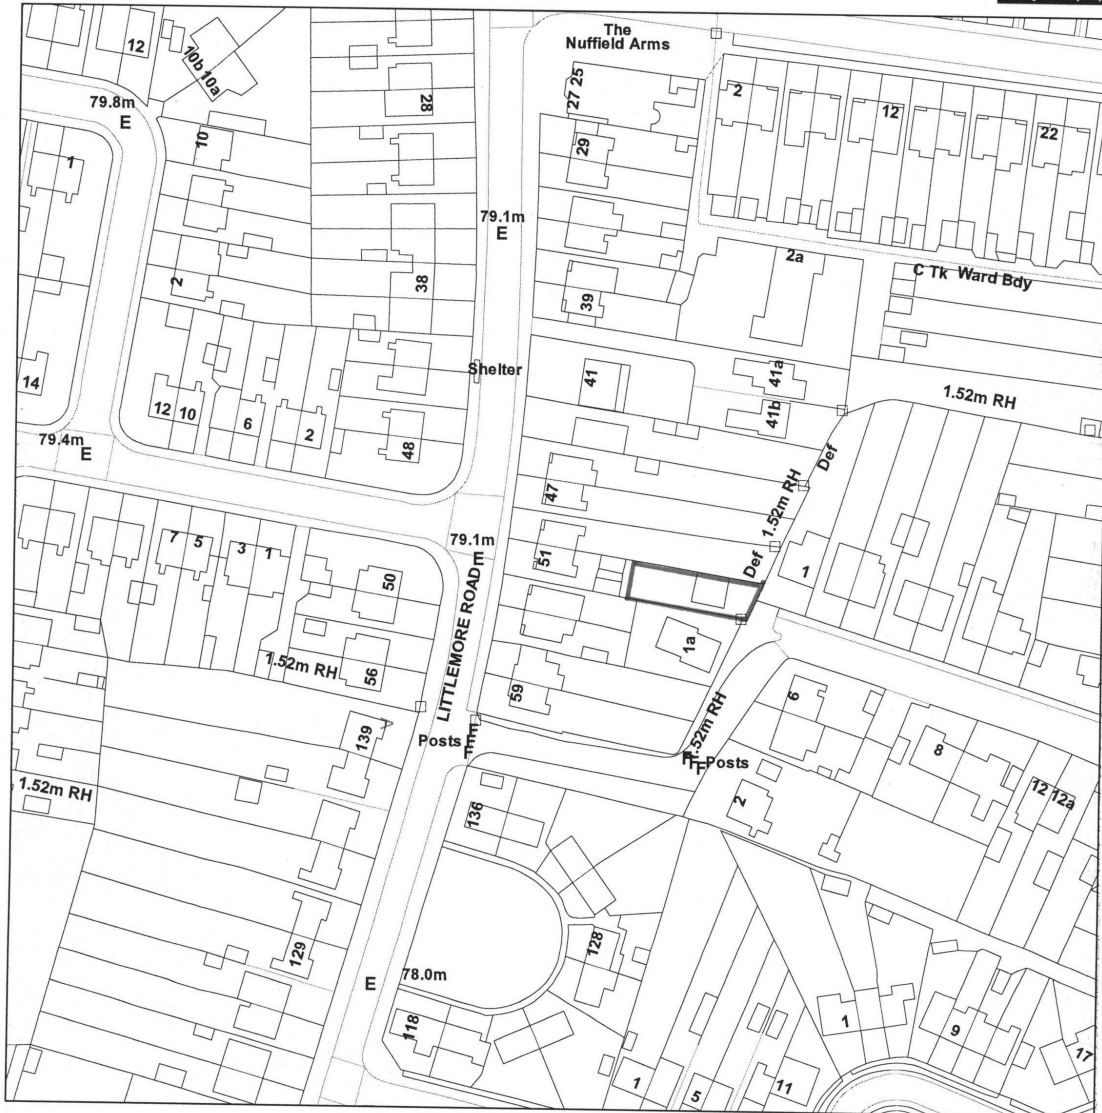 The
Nuffield Arms
12
10b
10a
28
27
25
2
12
22
79.8m
E
1
10
29
79.1m
E
2
38
39
2a
C Tk Ward Bdy
14
12
10
6
2
Shelter
48
41
41a
41b
1.52m RH
79.4m
E
47
1.52m RH
Def
7
5
3
1
50
79.1m
E
51
Def
1
LITTLEMORE ROAD
1a
1.52m RH
56
59
6
1.52m RH
139
Posts
Posts
8
1.52m RH
136
2
12
12a
129
128
E
78.0m
118
1
5
11
1
9
17